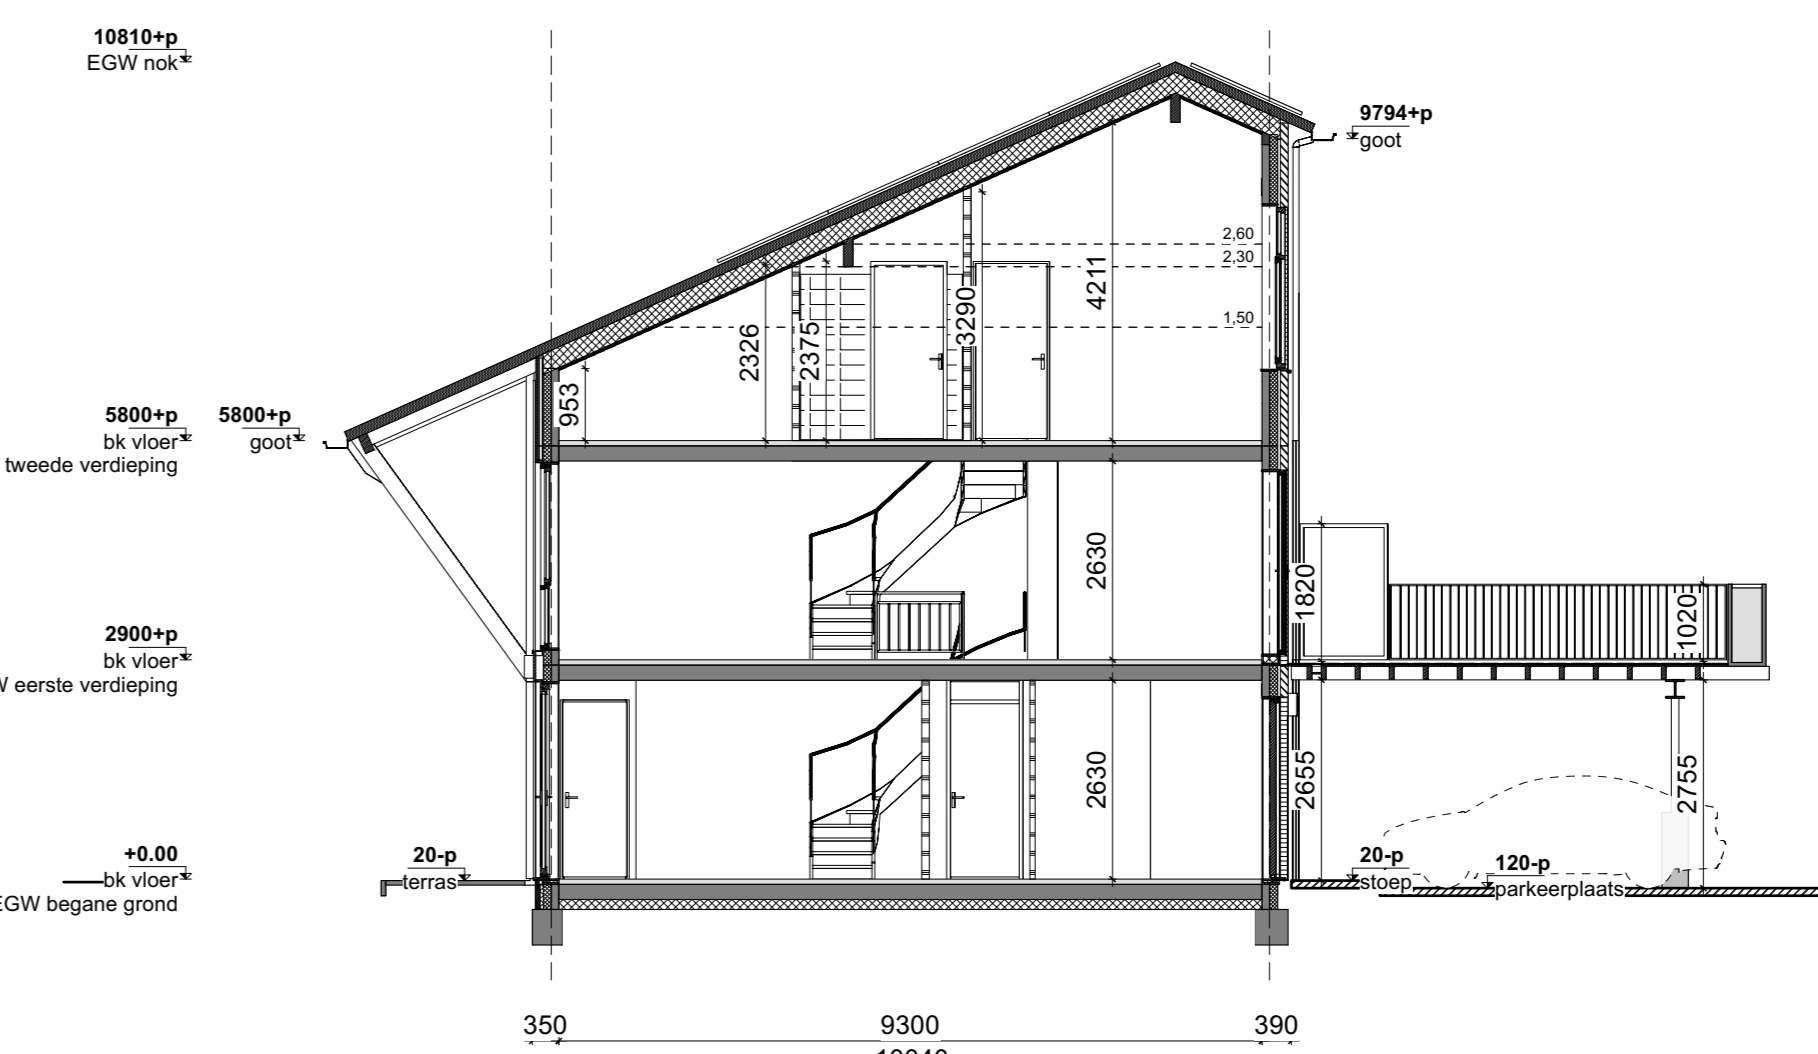 10810+p
EGW nok
9794+p
goot
2,60
2,30
1,50
4211
3290
2375
2326
953
5800+p
bk vloer
tweede verdieping
5800+p
goot
2630
1820
1020
2900+p
bk vloer
eerste verdieping
2630
2655
2755
+0.00
bk vloer
EGW begane grond
20-p
terras
20-p
stoep
120-p
parkeerplaats
350
9300
390